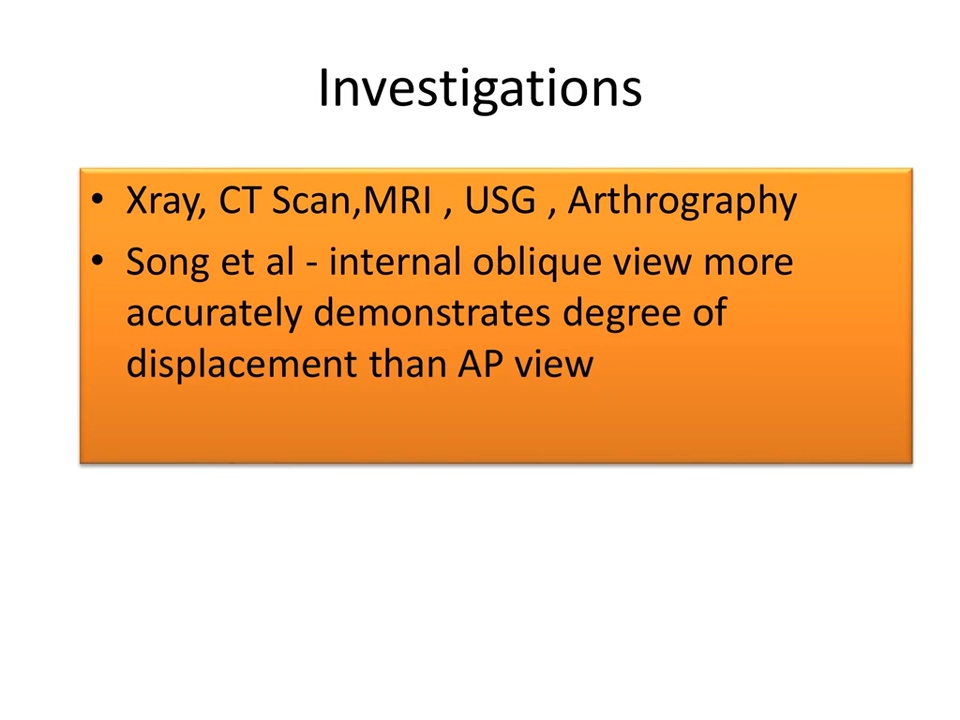 Investigations
• Xray, CT Scan,MRI , USG , Arthrography
• Song et al - internal oblique view more
accurately demonstrates degree of
displacement than AP view